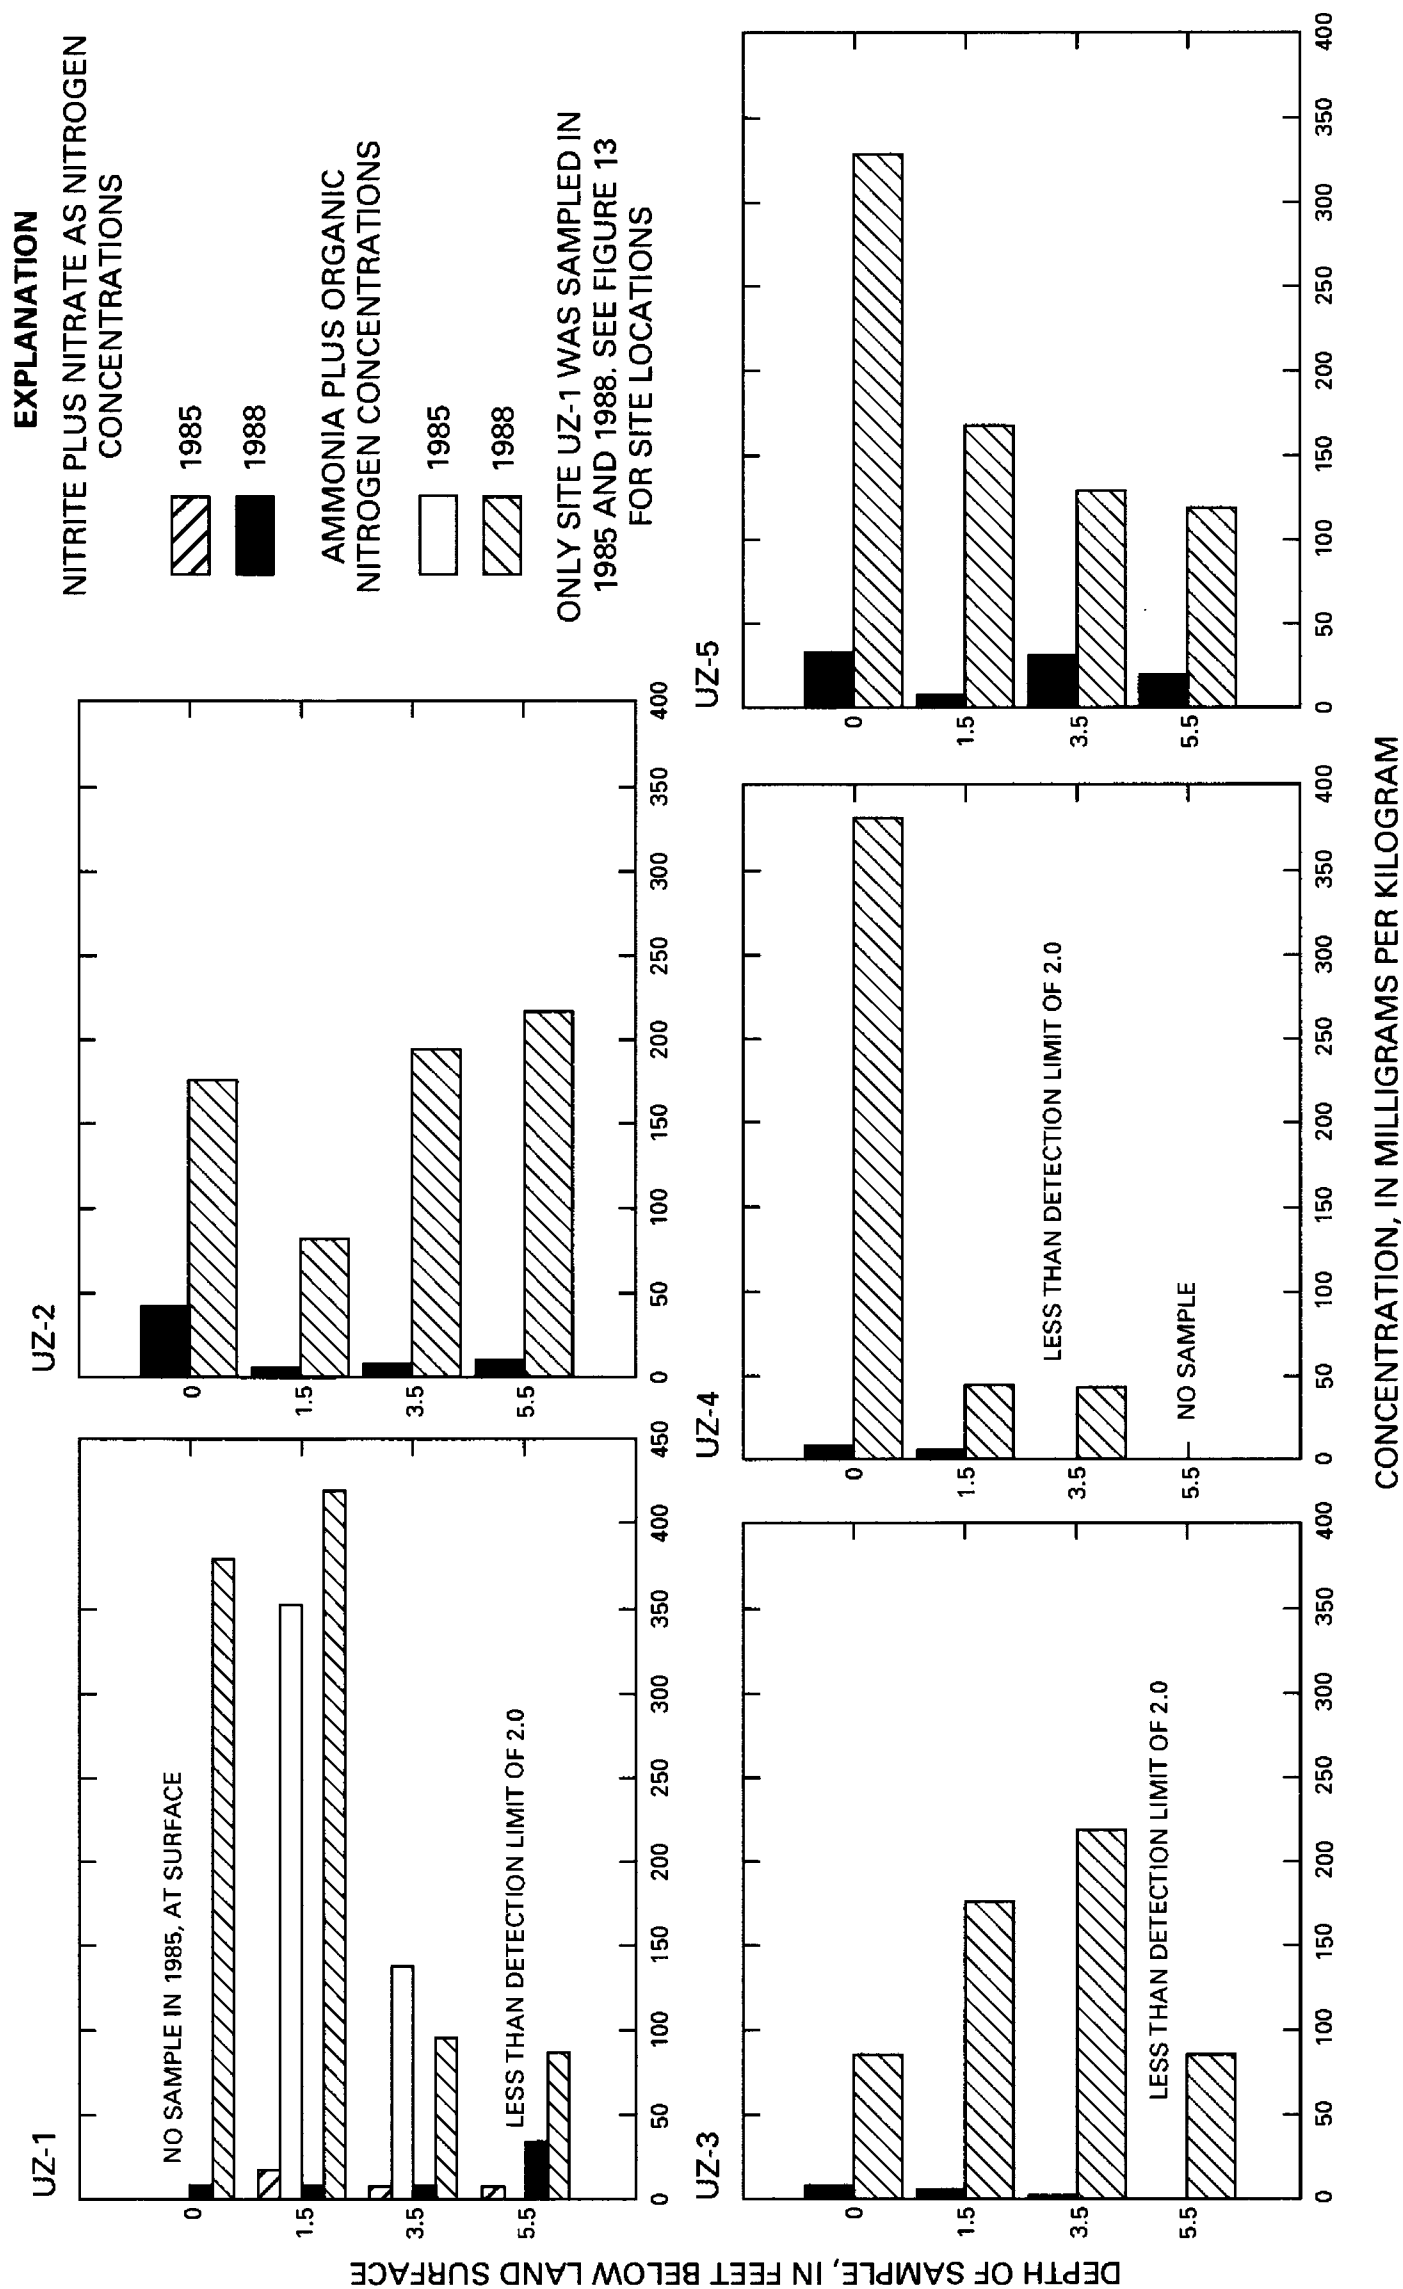 EXPLANATION
NITRITE PLUS NITRATE AS NITROGEN
CONCENTRATIONS
1985
1988
AMMONIA PLUS ORGANIC
NITROGEN CONCENTRATIONS
1985
1988
ONLY SITE UZ-1 WAS SAMPLED IN
1985 AND 1988. SEE FIGURE 13
FOR SITE LOCATIONS
DEPTH OF SAMPLE, IN FEET BELOW LAND SURFACE
UZ-1
0
1.5
3.5
5.5
NO SAMPLE IN 1985, AT SURFACE
LESS THAN DETECTION LIMIT OF 2.0
0 50 100 150 200 250 300 350 400 450
UZ-2
0
1.5
3.5
5.5
0 50 100 150 200 250 300 350 400
UZ-3
0
1.5
3.5
5.5
LESS THAN DETECTION LIMIT OF 2.0
0 50 100 150 200 250 300 350 400
UZ-4
0
1.5
3.5
5.5
LESS THAN DETECTION LIMIT OF 2.0
NO SAMPLE
0 50 100 150 200 250 300 350 400
UZ-5
0
1.5
3.5
5.5
0 50 100 150 200 250 300 350 400
CONCENTRATION, IN MILLIGRAMS PER KILOGRAM